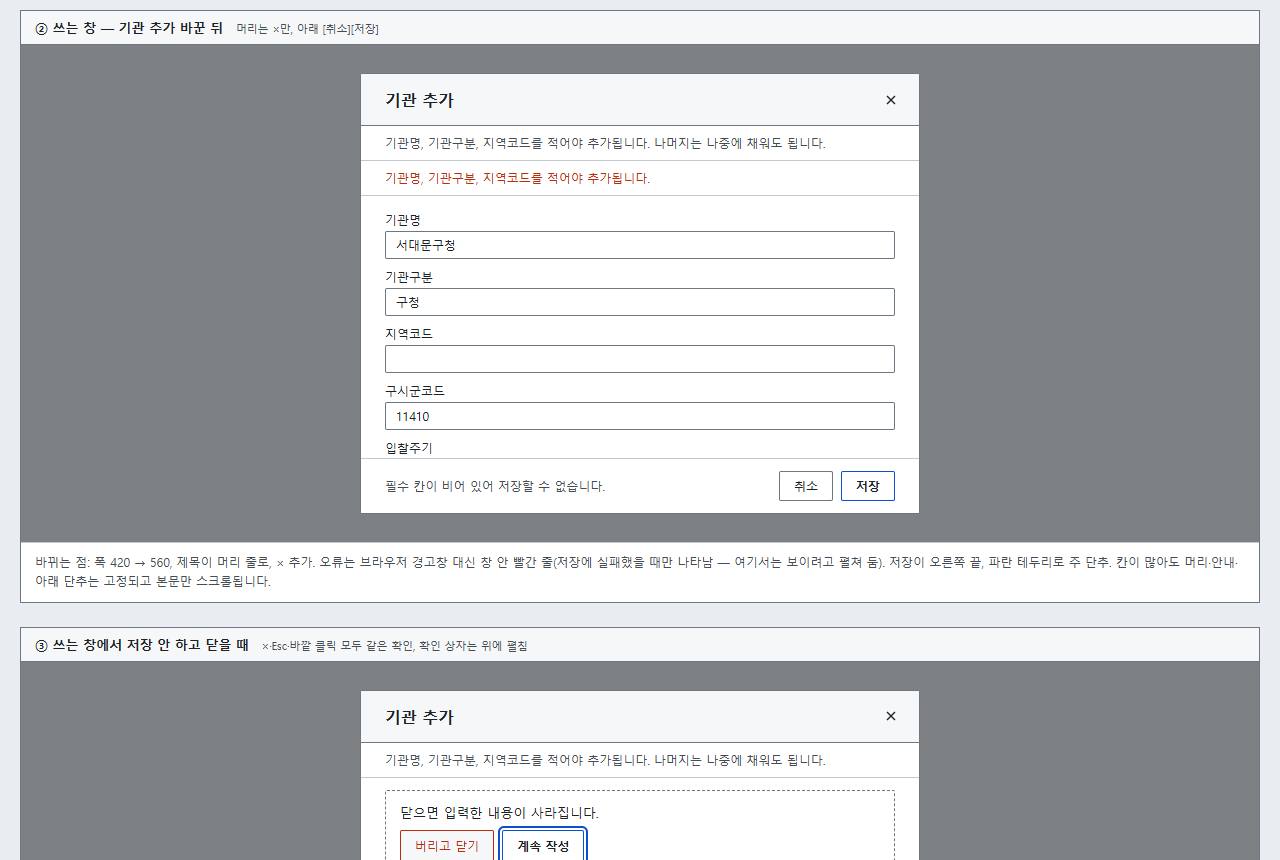 ② 쓰는 창 — 기관 추가 바꾼 뒤 머리는 ×만, 아래 [취소][저장]
기관 추가 ×
기관명, 기관구분, 지역코드를 적어야 추가됩니다. 나머지는 나중에 채워도 됩니다.
기관명, 기관구분, 지역코드를 적어야 추가됩니다.
기관명
서대문구청
기관구분
구청
지역코드
구시군코드
11410
입찰주기
필수 칸이 비어 있어 저장할 수 없습니다. 취소 저장
바뀌는 점: 폭 420 → 560, 제목이 머리 줄로, × 추가. 오류는 브라우저 경고창 대신 창 안 빨간 줄(저장에 실패했을 때만 나타남 — 여기서는 보이려고 펼쳐 둠). 저장이 오른쪽 끝, 파란 테두리로 주 단추. 칸이 많아도 머리·안내·
아래 단추는 고정되고 본문만 스크롤됩니다.
③ 쓰는 창에서 저장 안 하고 닫을 때 ×·Esc·바깥 클릭 모두 같은 확인, 확인 상자는 위에 펼침
기관 추가 ×
기관명, 기관구분, 지역코드를 적어야 추가됩니다. 나머지는 나중에 채워도 됩니다.
닫으면 입력한 내용이 사라집니다.
버리고 닫기 계속 작성